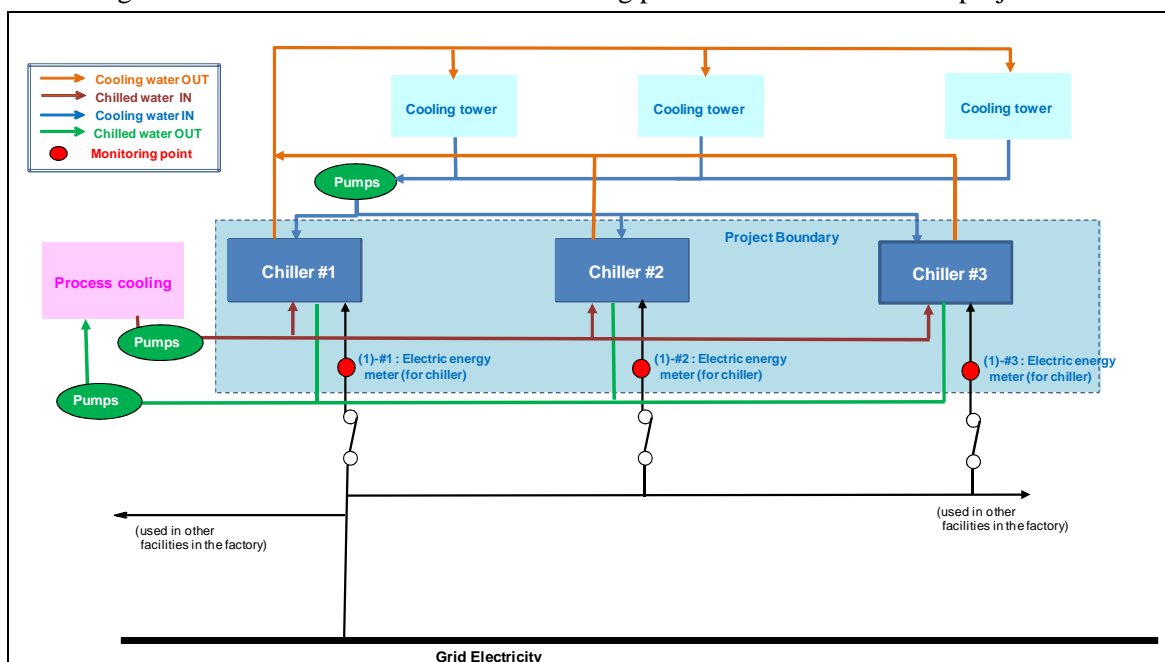 Cooling water OUT
Chilled water IN
Cooling water IN
Chilled water OUT
Monitoring point
Cooling tower
Cooling tower
Cooling tower
Pumps
Project Boundary
Chiller #1
Chiller #2
Chiller #3
Process cooling
Pumps
(1)-#1 : Electric energy
meter (for chiller)
(1)-#2 : Electric energy
meter (for chiller)
(1)-#3 : Electric energy
meter (for chiller)
Pumps
(used in other
facilities in the factory)
(used in other
facilities in the factory)
Grid Electricity